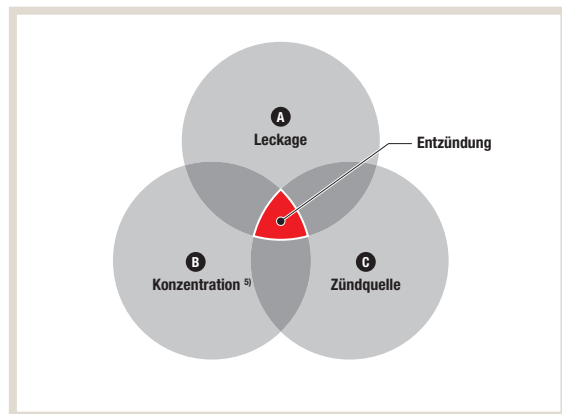 A
Leckage
Entzündung
B
Konzentration 5)
C
Zündquelle